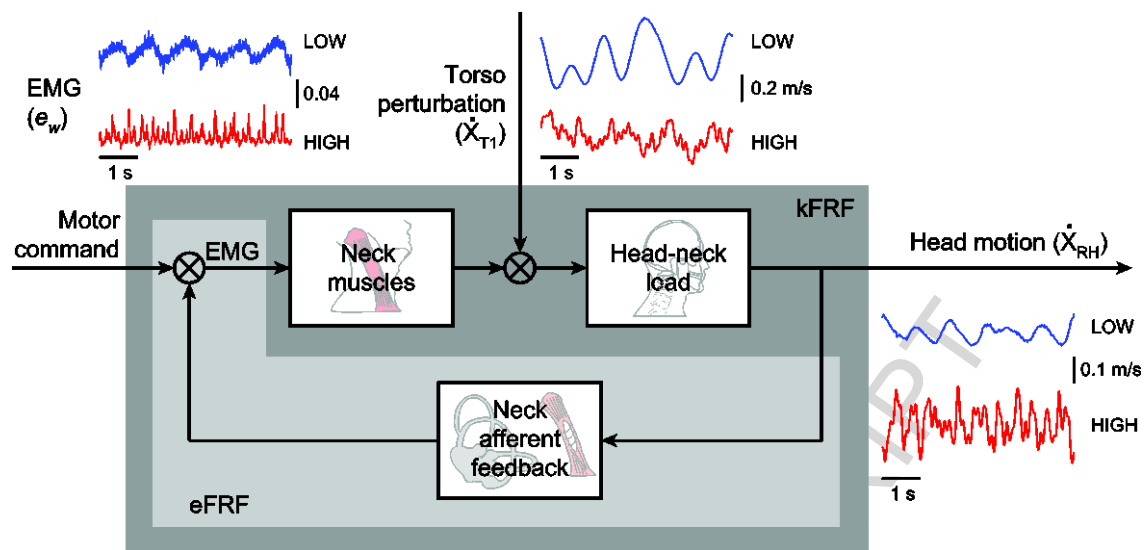 EMG
(e_w)
LOW
0.04
HIGH
1 s
Torso
perturbation
(Ẋ_T1)
LOW
0.2 m/s
HIGH
1 s
kFRF
Motor
command
EMG
Neck
muscles
Head-neck
load
Head motion (Ẋ_RH)
LOW
0.1 m/s
HIGH
1 s
Neck
afferent
feedback
eFRF